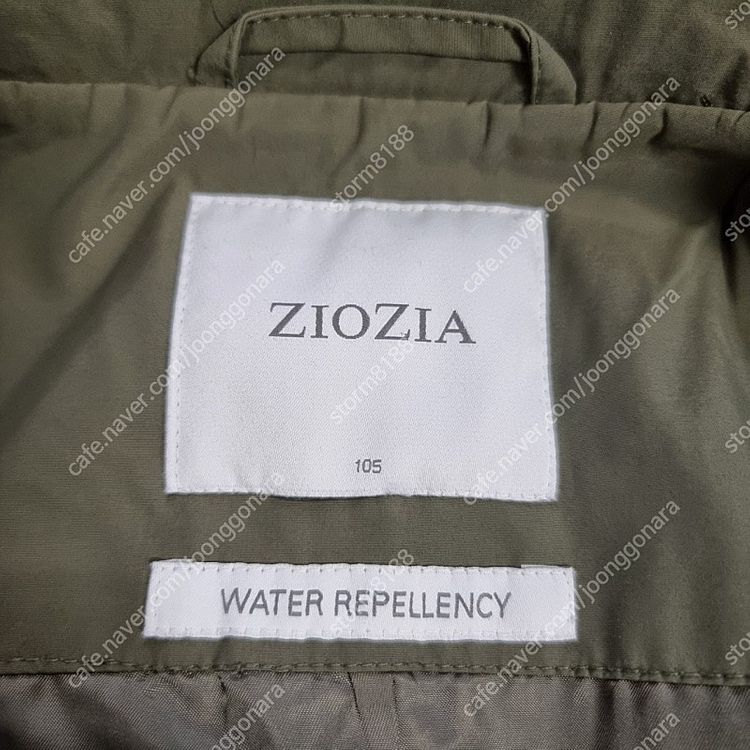 ZIOZIA
105
WATER REPELLENCY
cafe.naver.com/joonggonara
storm8188